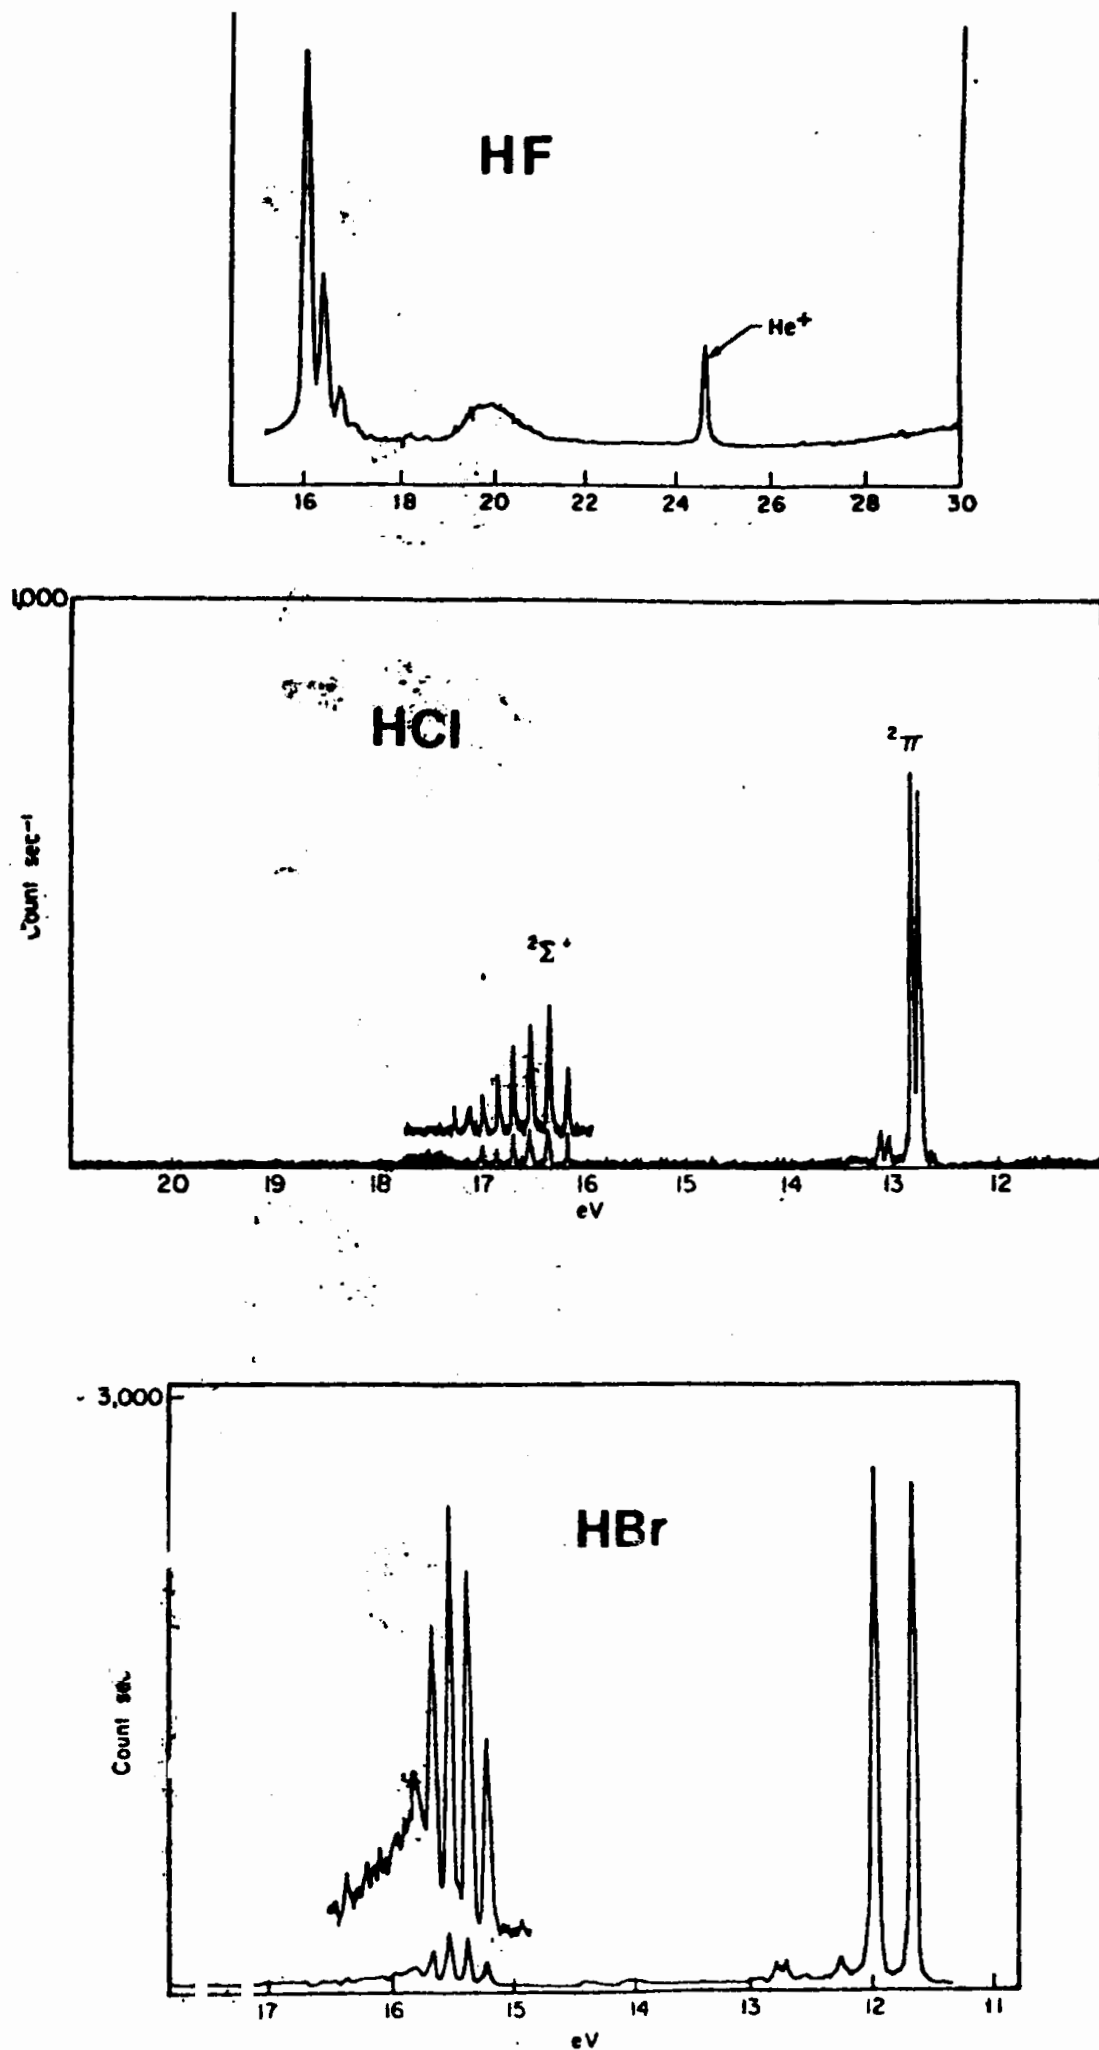 HF
He+
16 18 20 22 24 26 28 30
1,000
HCl
²π
Count sec⁻¹
²Σ⁺
20 19 18 17 16 15 14 13 12
eV
3,000
HBr
Count sec
17 16 15 14 13 12 11
eV